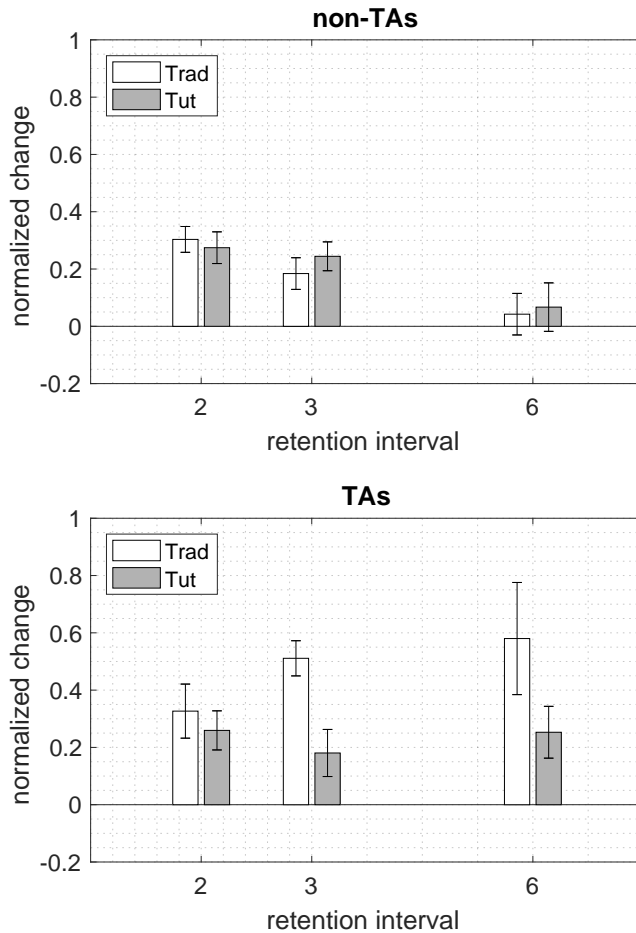 non-TAs
1
0.8
0.6
0.4
0.2
0
-0.2
normalized change
Trad
Tut
2 3 6
retention interval
TAs
1
0.8
0.6
0.4
0.2
0
-0.2
normalized change
Trad
Tut
2 3 6
retention interval